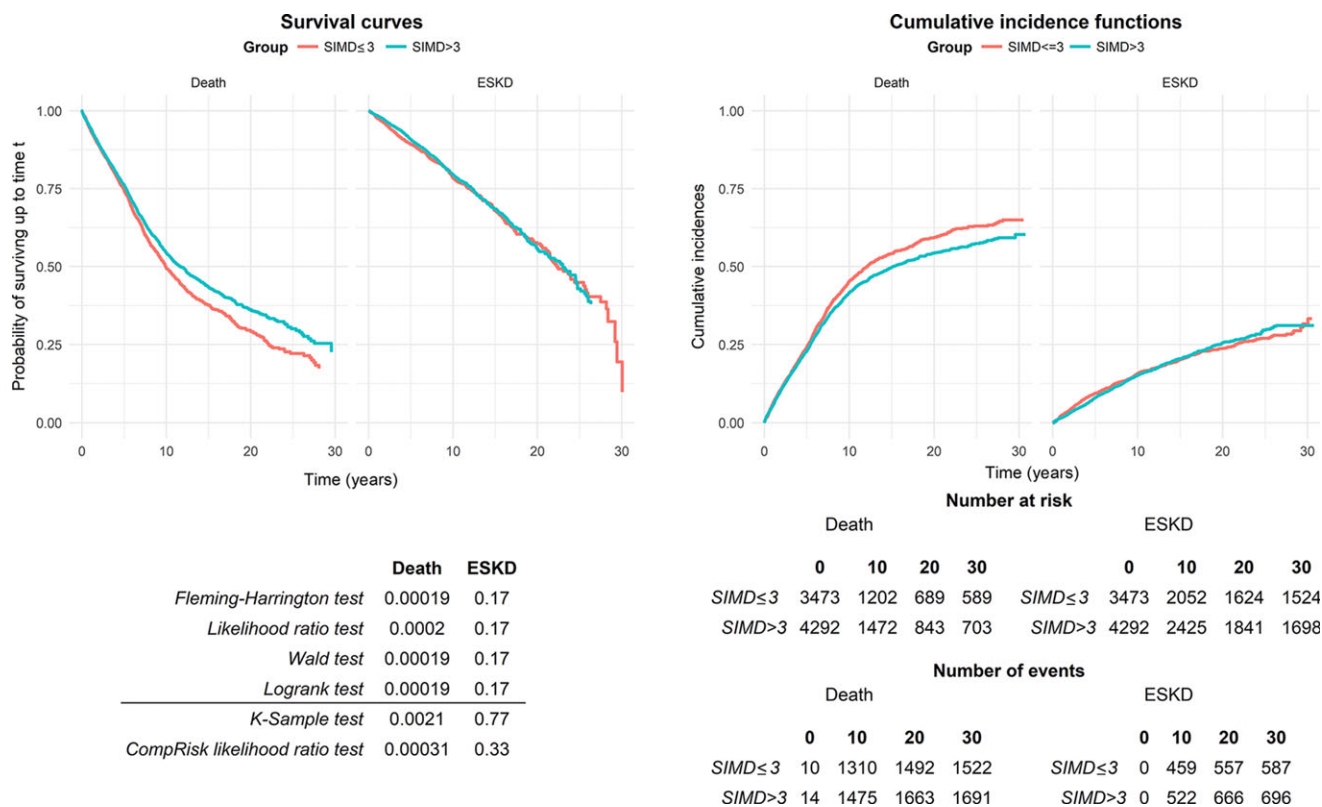 Survival curves
Group SIMD≤3 SIMD>3
Death ESKD
Probability of surviving up to time t
1.00
0.75
0.50
0.25
0.00
0 10 20 30 0 10 20 30
Time (years)
Cumulative incidence functions
Group SIMD<=3 SIMD>3
Death ESKD
Cumulative incidences
1.00
0.75
0.50
0.25
0.00
0 10 20 30 0 10 20 30
Time (years)
Death ESKD
Fleming-Harrington test 0.00019 0.17
Likelihood ratio test 0.0002 0.17
Wald test 0.00019 0.17
Logrank test 0.00019 0.17
K-Sample test 0.0021 0.77
CompRisk likelihood ratio test 0.00031 0.33
Number at risk
Death ESKD
0 10 20 30 0 10 20 30
SIMD≤3 3473 1202 689 589 SIMD≤3 3473 2052 1624 1524
SIMD>3 4292 1472 843 703 SIMD>3 4292 2425 1841 1698
Number of events
Death ESKD
0 10 20 30 0 10 20 30
SIMD≤3 10 1310 1492 1522 SIMD≤3 0 459 557 587
SIMD>3 14 1475 1663 1691 SIMD>3 0 522 666 696